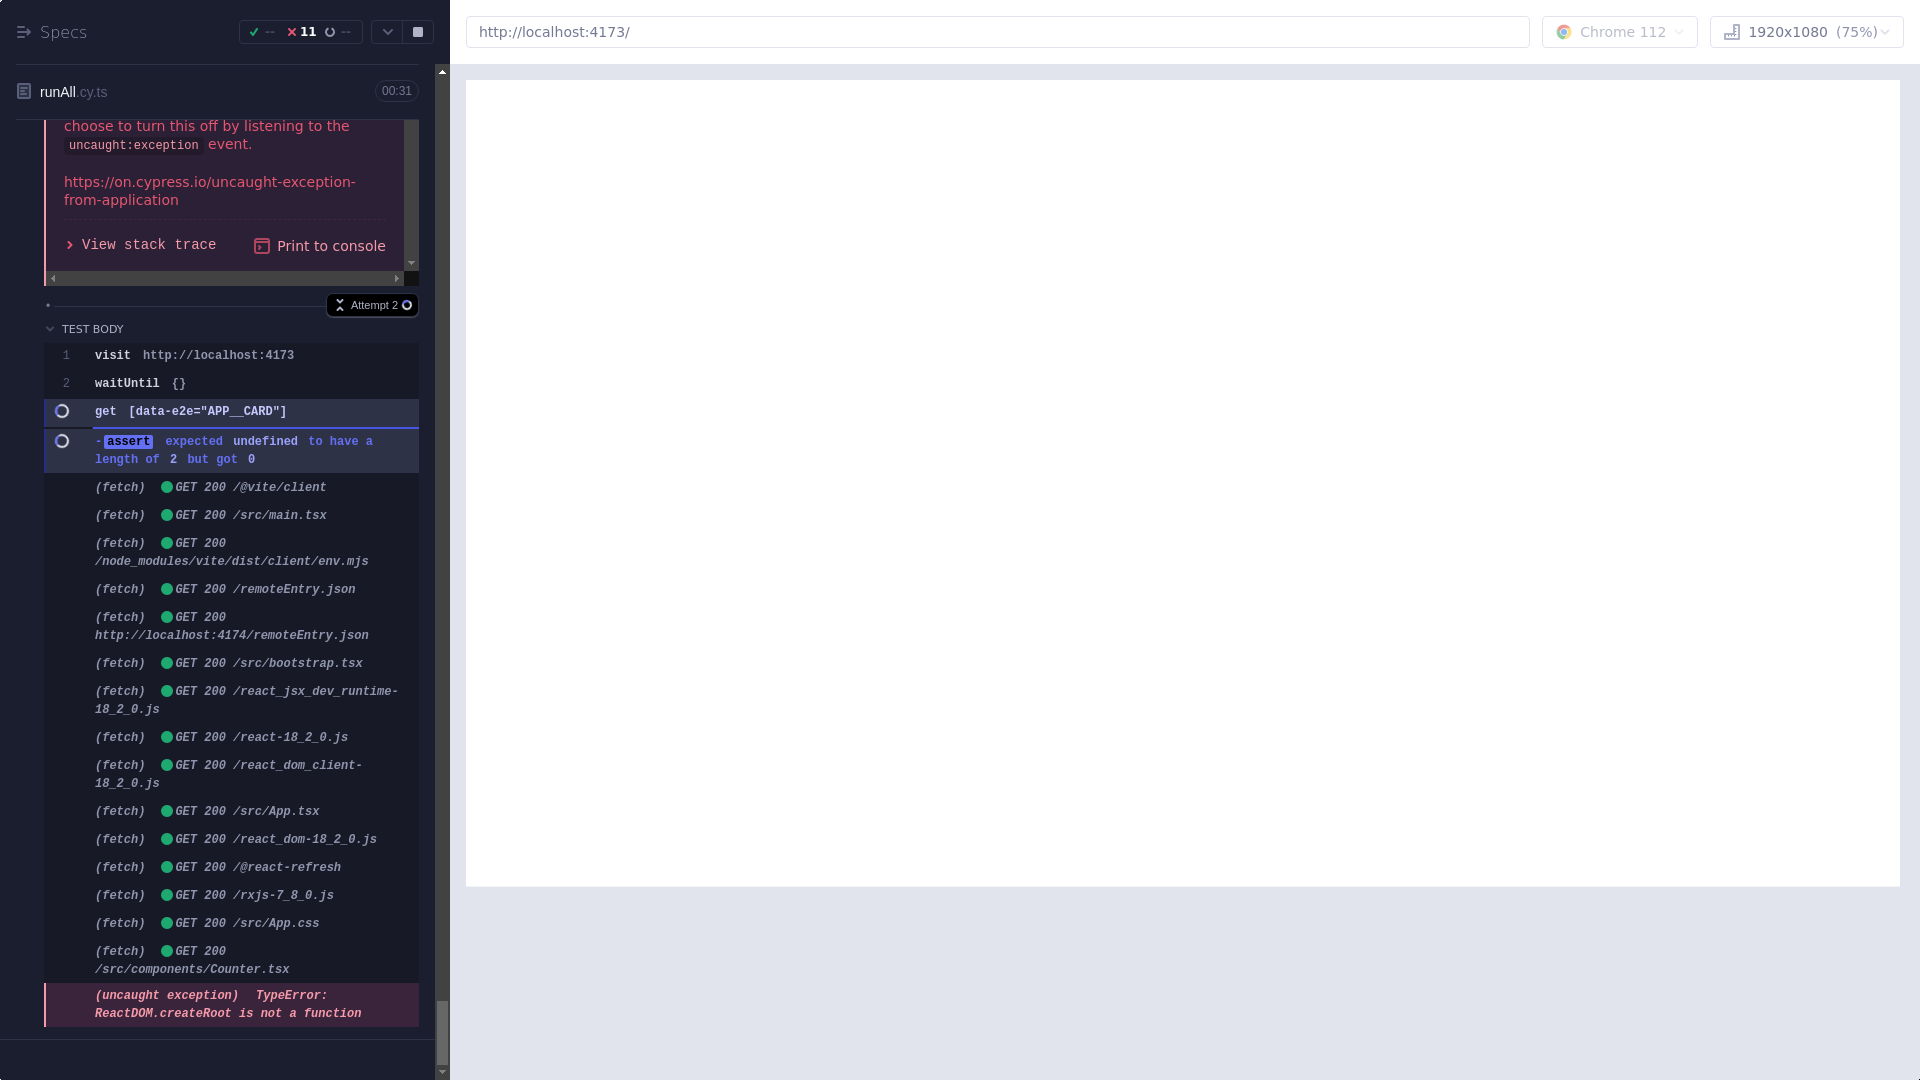 Specs
-- 11 --
http://localhost:4173/
Chrome 112
1920x1080 (75%)
runAll.cy.ts
00:31
choose to turn this off by listening to the
uncaught:exception event.
https://on.cypress.io/uncaught-exception-
from-application
View stack trace
Print to console
Attempt 2
TEST BODY
1 visit http://localhost:4173
2 waitUntil {}
get [data-e2e="APP__CARD"]
-assert expected undefined to have a
length of 2 but got 0
(fetch) GET 200 /@vite/client
(fetch) GET 200 /src/main.tsx
(fetch) GET 200
/node_modules/vite/dist/client/env.mjs
(fetch) GET 200 /remoteEntry.json
(fetch) GET 200
http://localhost:4174/remoteEntry.json
(fetch) GET 200 /src/bootstrap.tsx
(fetch) GET 200 /react_jsx_dev_runtime-
18_2_0.js
(fetch) GET 200 /react-18_2_0.js
(fetch) GET 200 /react_dom_client-
18_2_0.js
(fetch) GET 200 /src/App.tsx
(fetch) GET 200 /react_dom-18_2_0.js
(fetch) GET 200 /@react-refresh
(fetch) GET 200 /rxjs-7_8_0.js
(fetch) GET 200 /src/App.css
(fetch) GET 200
/src/components/Counter.tsx
(uncaught exception) TypeError:
ReactDOM.createRoot is not a function